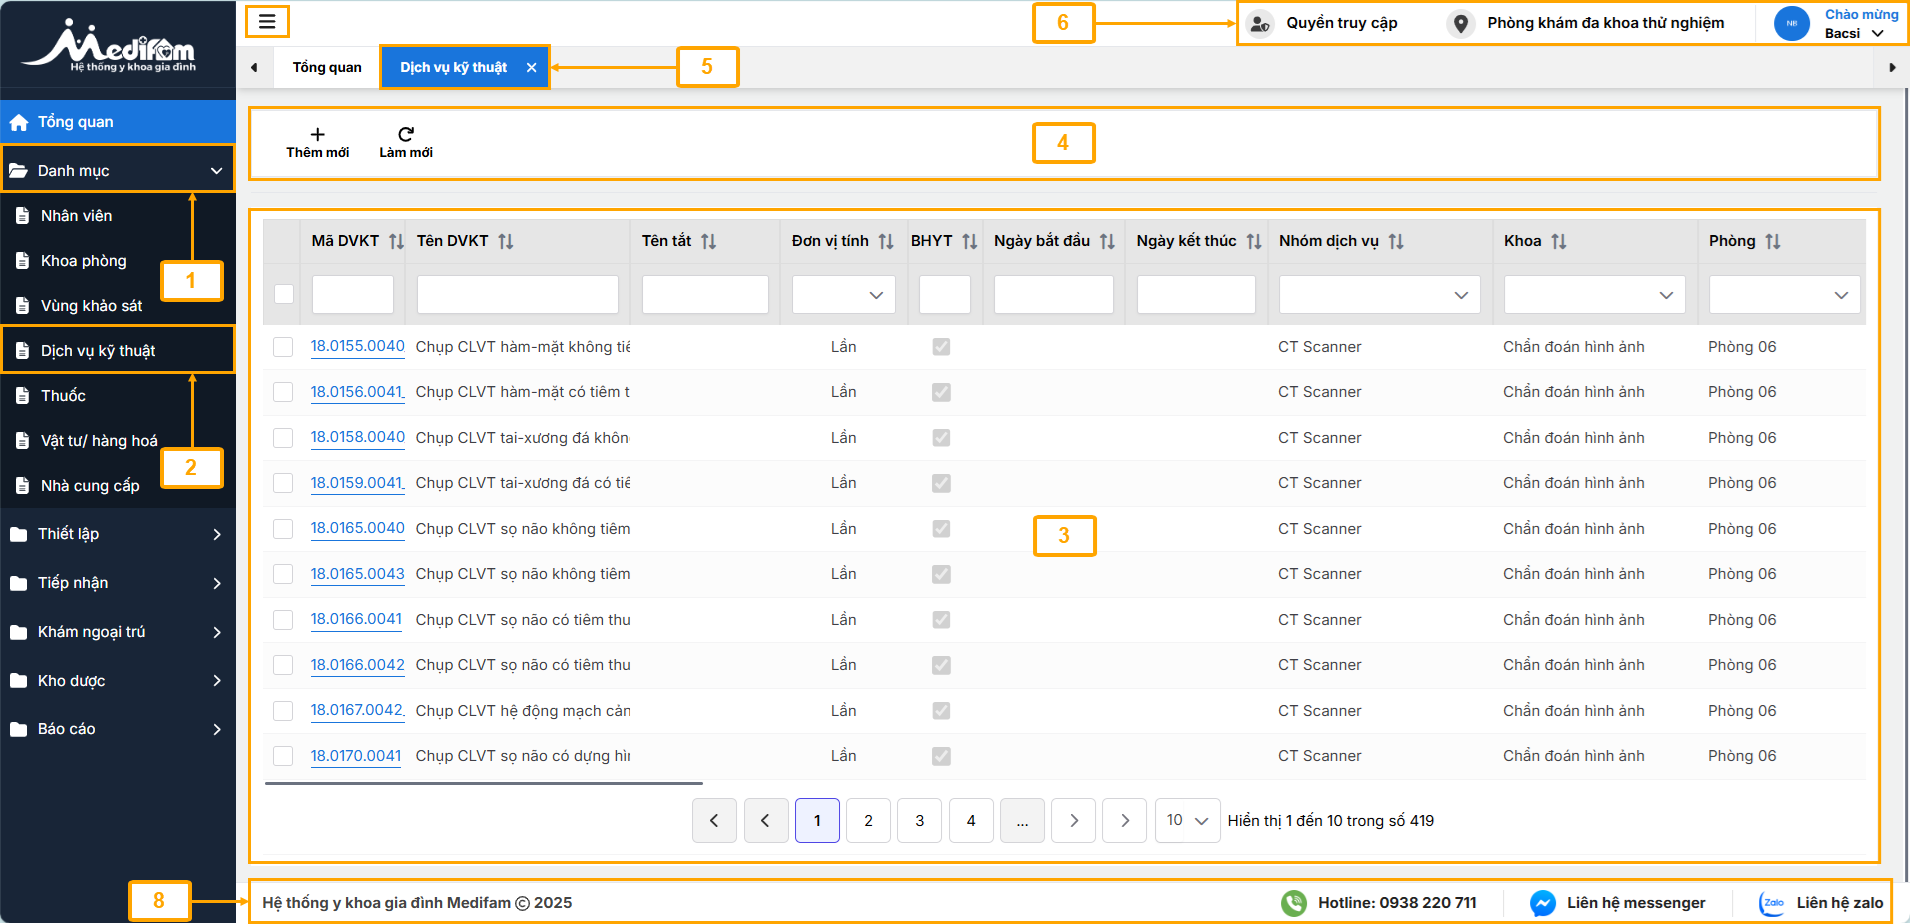 Medifam
Hệ thống y khoa gia đình
6
Quyền truy cập
Phòng khám đa khoa thử nghiệm
NB
Chào mừng
Bacsi
Tổng quan
Dịch vụ kỹ thuật
5
Tổng quan
Danh mục
Nhân viên
Khoa phòng
1
Vùng khảo sát
Dịch vụ kỹ thuật
Thuốc
Vật tư/ hàng hoá
2
Nhà cung cấp
Thiết lập
Tiếp nhận
Khám ngoại trú
Kho dược
Báo cáo
Thêm mới
Làm mới
4
Mã DVKT Tên DVKT Tên tắt Đơn vị tính BHYT Ngày bắt đầu Ngày kết thúc Nhóm dịch vụ Khoa Phòng
18.0155.0040 Chụp CLVT hàm-mặt không tiê Lần CT Scanner Chẩn đoán hình ảnh Phòng 06
18.0156.0041_ Chụp CLVT hàm-mặt có tiêm t Lần CT Scanner Chẩn đoán hình ảnh Phòng 06
18.0158.0040 Chụp CLVT tai-xương đá khôn Lần CT Scanner Chẩn đoán hình ảnh Phòng 06
18.0159.0041_ Chụp CLVT tai-xương đá có tiê Lần CT Scanner Chẩn đoán hình ảnh Phòng 06
18.0165.0040 Chụp CLVT sọ não không tiêm Lần CT Scanner Chẩn đoán hình ảnh Phòng 06
3
18.0165.0043 Chụp CLVT sọ não không tiêm Lần CT Scanner Chẩn đoán hình ảnh Phòng 06
18.0166.0041 Chụp CLVT sọ não có tiêm thu Lần CT Scanner Chẩn đoán hình ảnh Phòng 06
18.0166.0042 Chụp CLVT sọ não có tiêm thu Lần CT Scanner Chẩn đoán hình ảnh Phòng 06
18.0167.0042_ Chụp CLVT hệ động mạch cản Lần CT Scanner Chẩn đoán hình ảnh Phòng 06
18.0170.0041 Chụp CLVT sọ não có dựng hìn Lần CT Scanner Chẩn đoán hình ảnh Phòng 06
1 2 3 4 ... 10 Hiển thị 1 đến 10 trong số 419
8
Hệ thống y khoa gia đình Medifam © 2025
Hotline: 0938 220 711
Liên hệ messenger
Zalo
Liên hệ zalo